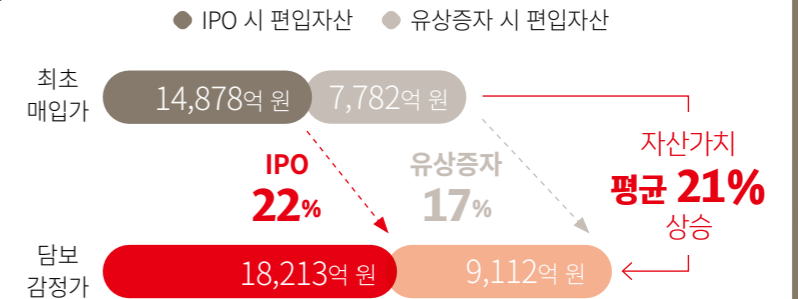 IPO 시 편입자산 유상증자 시 편입자산
최초
매입가
14,878억 원 7,782억 원
IPO
22%
유상증자
17%
자산가치
평균 21%
상승
담보
감정가
18,213억 원 9,112억 원